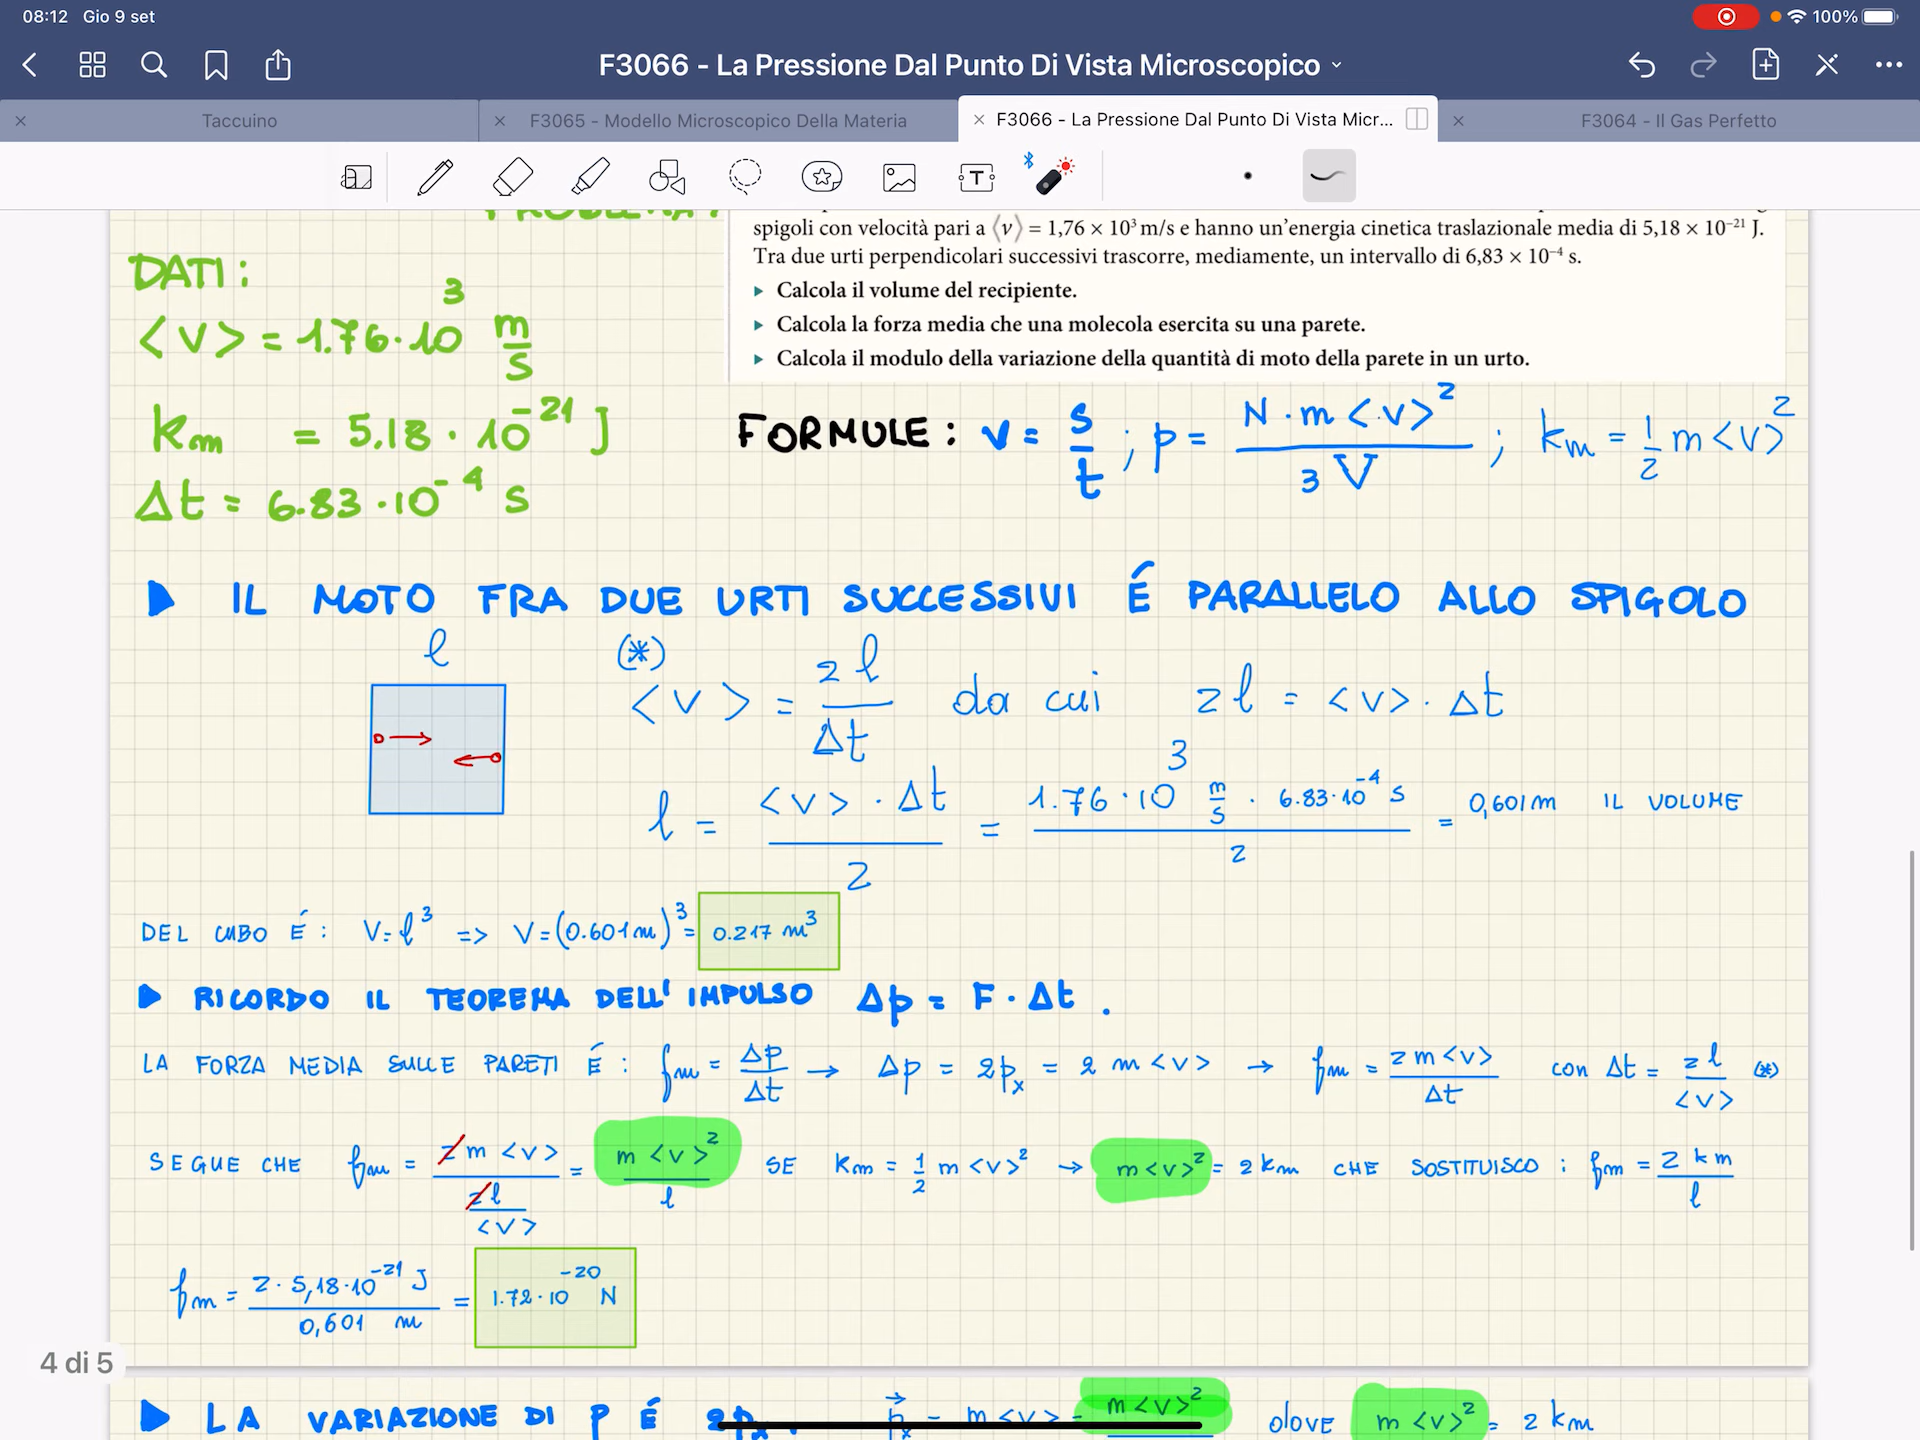 08:12 Gio 9 set 100%
F3066 - La Pressione Dal Punto Di Vista Microscopico
Taccuino
F3065 - Modello Microscopico Della Materia
F3066 - La Pressione Dal Punto Di Vista Micr...
F3064 - Il Gas Perfetto
spigoli con velocità pari a ⟨v⟩ = 1,76 × 10³ m/s e hanno un'energia cinetica traslazionale media di 5,18 × 10⁻²¹ J.
Tra due urti perpendicolari successivi trascorre, mediamente, un intervallo di 6,83 × 10⁻⁴ s.
▸ Calcola il volume del recipiente.
▸ Calcola la forza media che una molecola esercita su una parete.
▸ Calcola il modulo della variazione della quantità di moto della parete in un urto.
DATI:
<v> = 1.76·10³ m/s
km = 5.18·10⁻²¹ J
Δt = 6.83·10⁻⁴ s
FORMULE: v = s/t ; p = N·m<v>²/3V ; km = 1/2 m<v>²
▶ IL MOTO FRA DUE URTI SUCCESSIVI É PARALLELO ALLO SPIGOLO
l
(*) <v> = 2l/Δt da cui 2l = <v>·Δt
l = <v>·Δt/2 = 1.76·10³ m/s · 6.83·10⁻⁴ s/2 = 0,601m IL VOLUME
DEL CUBO É: V=l³ => V=(0.601m)³ = 0.217 m³
▶ RICORDO IL TEOREMA DELL'IMPULSO Δp = F·Δt.
LA FORZA MEDIA SULLE PARETI É: fm = Δp/Δt → Δp = 2px = 2 m<v> → fm = 2m<v>/Δt con Δt = 2l/<v> (*)
SEGUE CHE fm = 2m<v>/(2l/<v>) = m<v>²/l SE Km = 1/2 m<v>² → m<v>² = 2km CHE SOSTITUISCO: fm = 2km/l
fm = 2·5,18·10⁻²¹ J/0,601 m = 1.72·10⁻²⁰ N
4 di 5
▶ LA VARIAZIONE DI P É 2px. px = m<v> = m<v>² dove m<v>² = 2km